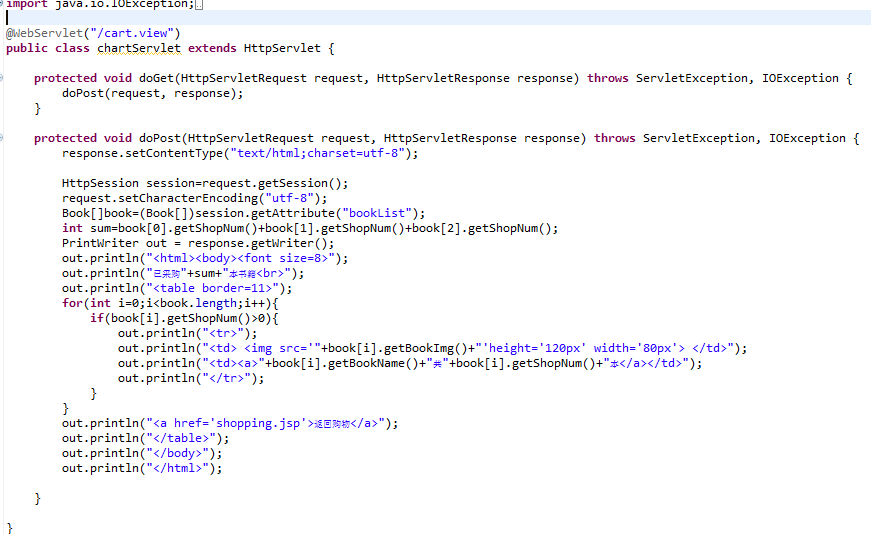 import java.io.IOException;
@WebServlet("/cart.view")
public class chartServlet extends HttpServlet {
protected void doGet(HttpServletRequest request, HttpServletResponse response) throws ServletException, IOException {
doPost(request, response);
}
protected void doPost(HttpServletRequest request, HttpServletResponse response) throws ServletException, IOException {
response.setContentType("text/html;charset=utf-8");
HttpSession session=request.getSession();
request.setCharacterEncoding("utf-8");
Book[]book=(Book[])session.getAttribute("bookList");
int sum=book[0].getShopNum()+book[1].getShopNum()+book[2].getShopNum();
PrintWriter out = response.getWriter();
out.println("<html><body><font size=8>");
out.println("已采购"+sum+"本书籍<br>");
out.println("<table border=11>");
for(int i=0;i<book.length;i++){
if(book[i].getShopNum()>0){
out.println("<tr>");
out.println("<td> <img src='"+book[i].getBookImg()+"'height='120px' width='80px'> </td>");
out.println("<td><a>"+book[i].getBookName()+"共"+book[i].getShopNum()+"本</a></td>");
out.println("</tr>");
}
}
out.println("<a href='shopping.jsp'>返回购物</a>");
out.println("</table>");
out.println("</body>");
out.println("</html>");
}
}